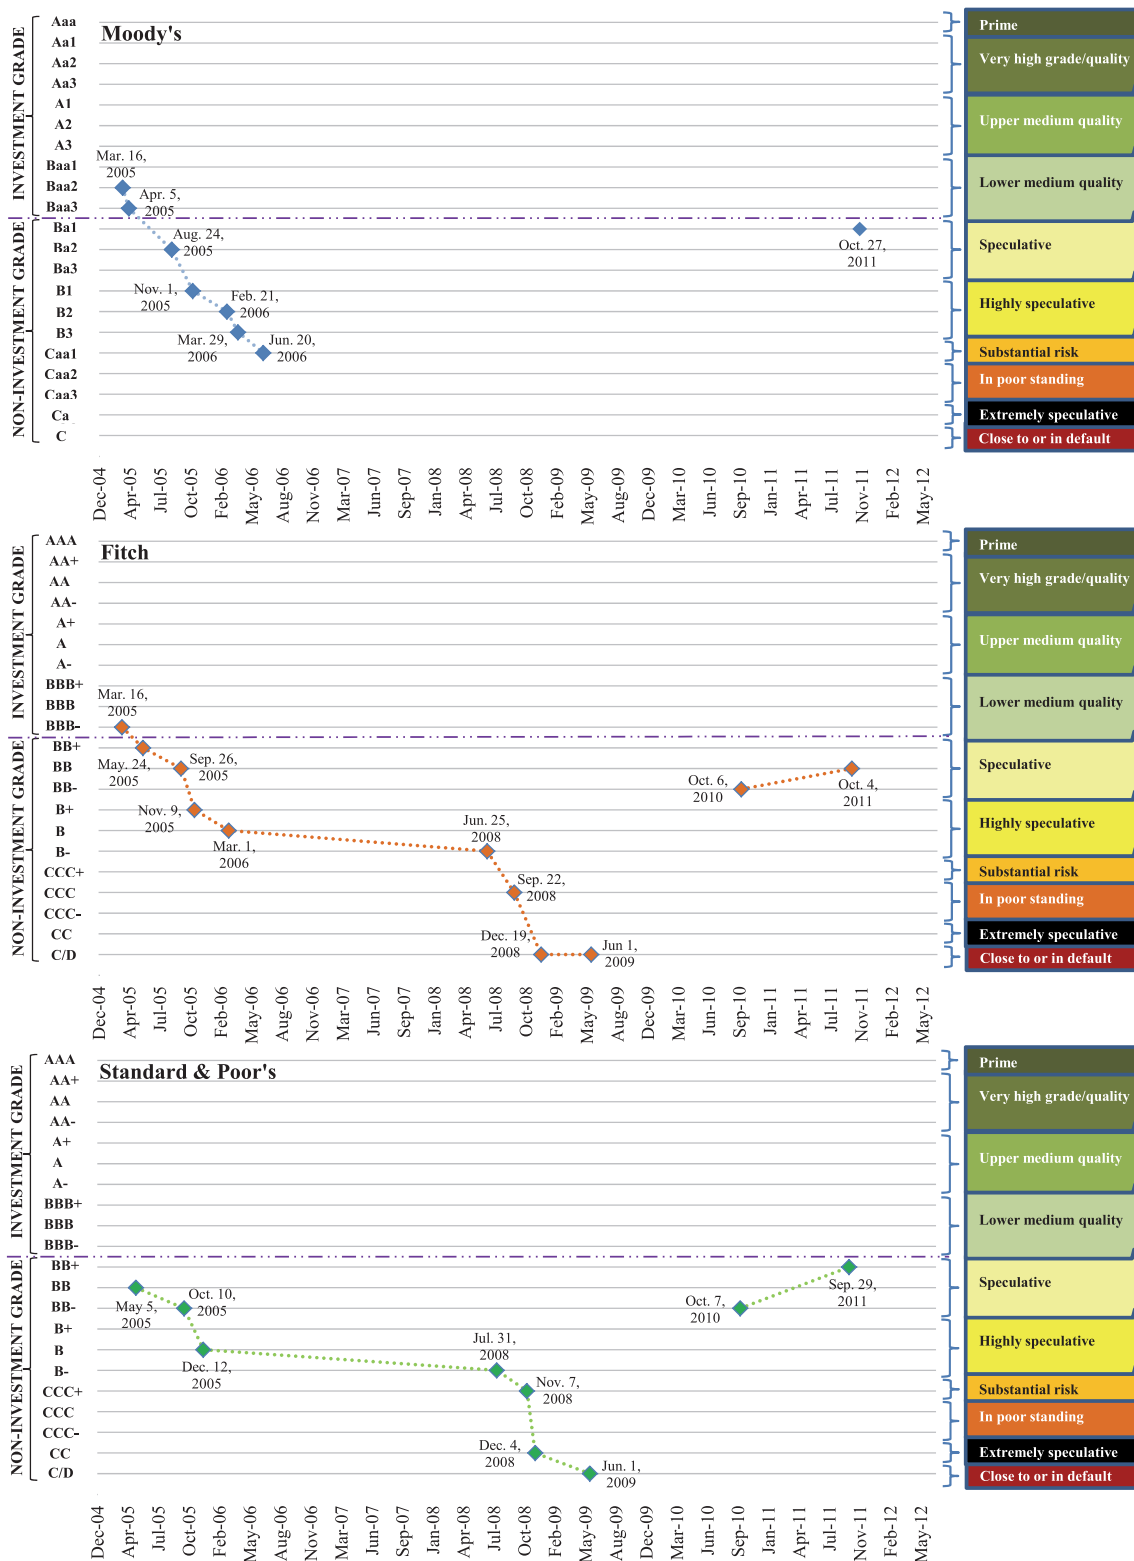 Moody's
INVESTMENT GRADE
NON-INVESTMENT GRADE
Aaa
Aa1
Aa2
Aa3
A1
A2
A3
Baa1
Baa2
Baa3
Ba1
Ba2
Ba3
B1
B2
B3
Caa1
Caa2
Caa3
Ca
C
Mar. 16,
2005
Apr. 5,
2005
Aug. 24,
2005
Nov. 1,
2005
Feb. 21,
2006
Mar. 29,
2006
Jun. 20,
2006
Oct. 27,
2011
Prime
Very high grade/quality
Upper medium quality
Lower medium quality
Speculative
Highly speculative
Substantial risk
In poor standing
Extremely speculative
Close to or in default
Dec-04
Apr-05
Jul-05
Oct-05
Feb-06
May-06
Aug-06
Nov-06
Mar-07
Jun-07
Sep-07
Jan-08
Apr-08
Jul-08
Oct-08
Feb-09
May-09
Aug-09
Dec-09
Mar-10
Jun-10
Sep-10
Jan-11
Apr-11
Jul-11
Nov-11
Feb-12
May-12
Fitch
INVESTMENT GRADE
NON-INVESTMENT GRADE
AAA
AA+
AA
AA-
A+
A
A-
BBB+
BBB
BBB-
BB+
BB
BB-
B+
B
B-
CCC+
CCC
CCC-
CC
C/D
Mar. 16,
2005
May. 24,
2005
Sep. 26,
2005
Nov. 9,
2005
Mar. 1,
2006
Jun. 25,
2008
Sep. 22,
2008
Dec. 19,
2008
Jun 1,
2009
Oct. 6,
2010
Oct. 4,
2011
Prime
Very high grade/quality
Upper medium quality
Lower medium quality
Speculative
Highly speculative
Substantial risk
In poor standing
Extremely speculative
Close to or in default
Dec-04
Apr-05
Jul-05
Oct-05
Feb-06
May-06
Aug-06
Nov-06
Mar-07
Jun-07
Sep-07
Jan-08
Apr-08
Jul-08
Oct-08
Feb-09
May-09
Aug-09
Dec-09
Mar-10
Jun-10
Sep-10
Jan-11
Apr-11
Jul-11
Nov-11
Feb-12
May-12
Standard & Poor's
INVESTMENT GRADE
NON-INVESTMENT GRADE
AAA
AA+
AA
AA-
A+
A
A-
BBB+
BBB
BBB-
BB+
BB
BB-
B+
B
B-
CCC+
CCC
CCC-
CC
C/D
May 5,
2005
Oct. 10,
2005
Dec. 12,
2005
Jul. 31,
2008
Nov. 7,
2008
Dec. 4,
2008
Jun. 1,
2009
Oct. 7,
2010
Sep. 29,
2011
Prime
Very high grade/quality
Upper medium quality
Lower medium quality
Speculative
Highly speculative
Substantial risk
In poor standing
Extremely speculative
Close to or in default
Dec-04
Apr-05
Jul-05
Oct-05
Feb-06
May-06
Aug-06
Nov-06
Mar-07
Jun-07
Sep-07
Jan-08
Apr-08
Jul-08
Oct-08
Feb-09
May-09
Aug-09
Dec-09
Mar-10
Jun-10
Sep-10
Jan-11
Apr-11
Jul-11
Nov-11
Feb-12
May-12